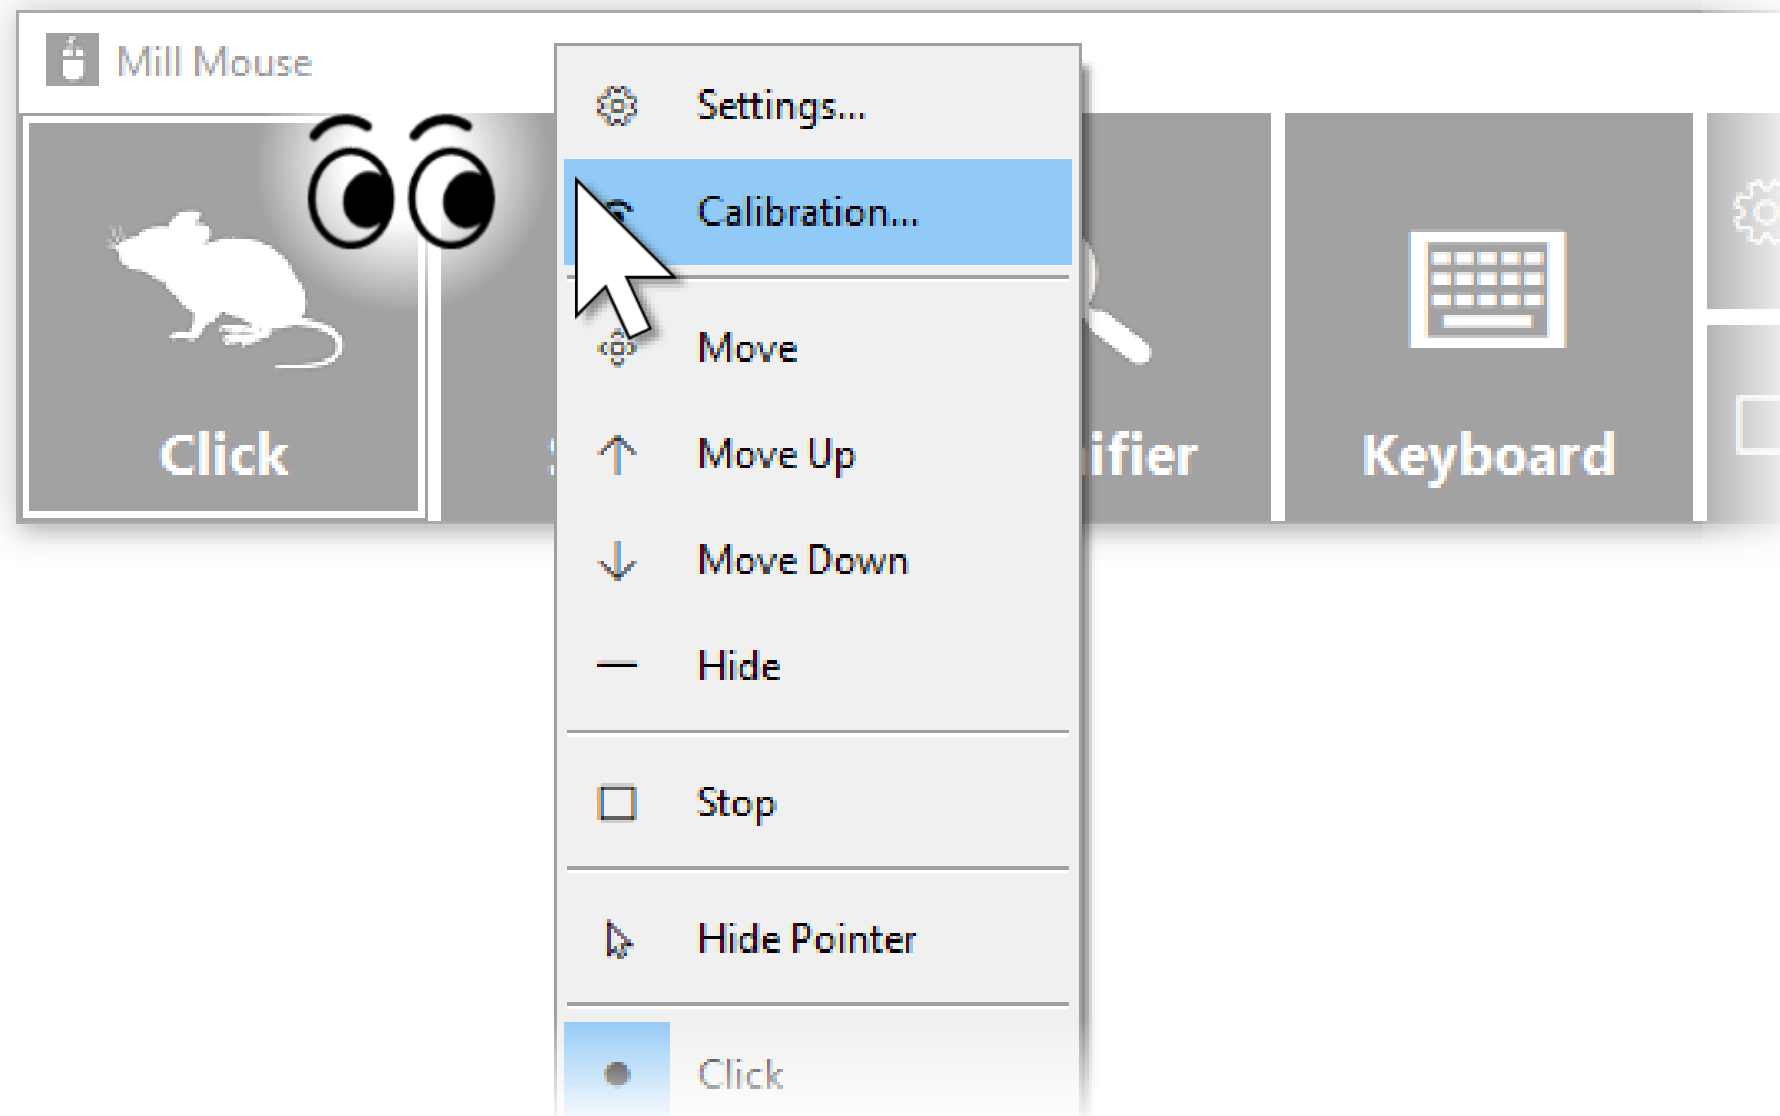 Mill Mouse
Settings...
Calibration...
Move
Move Up
Move Down
Hide
Stop
Hide Pointer
Click
Click
ifier
Keyboard